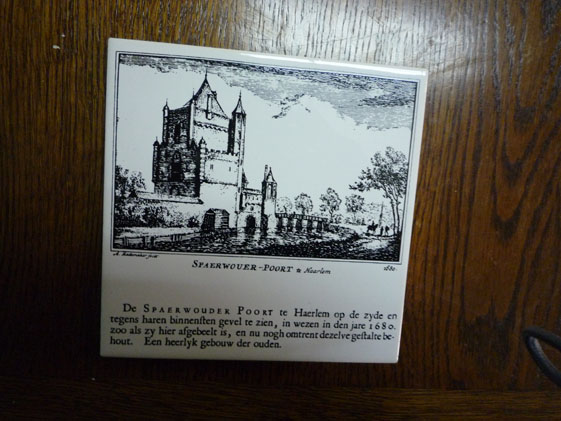 SPAERWOUER-POORT te Haerlem 1680.
De SPAERWOUDER POORT te Haerlem op de zyde en
tegens haren binnenſten gevel te zien, in wezen in den jare 1680.
zoo als zy hier afgebeelt is, en nu nogh omtrent dezelve geſtalte be-
hout. Een heerlyk gebouw der ouden.